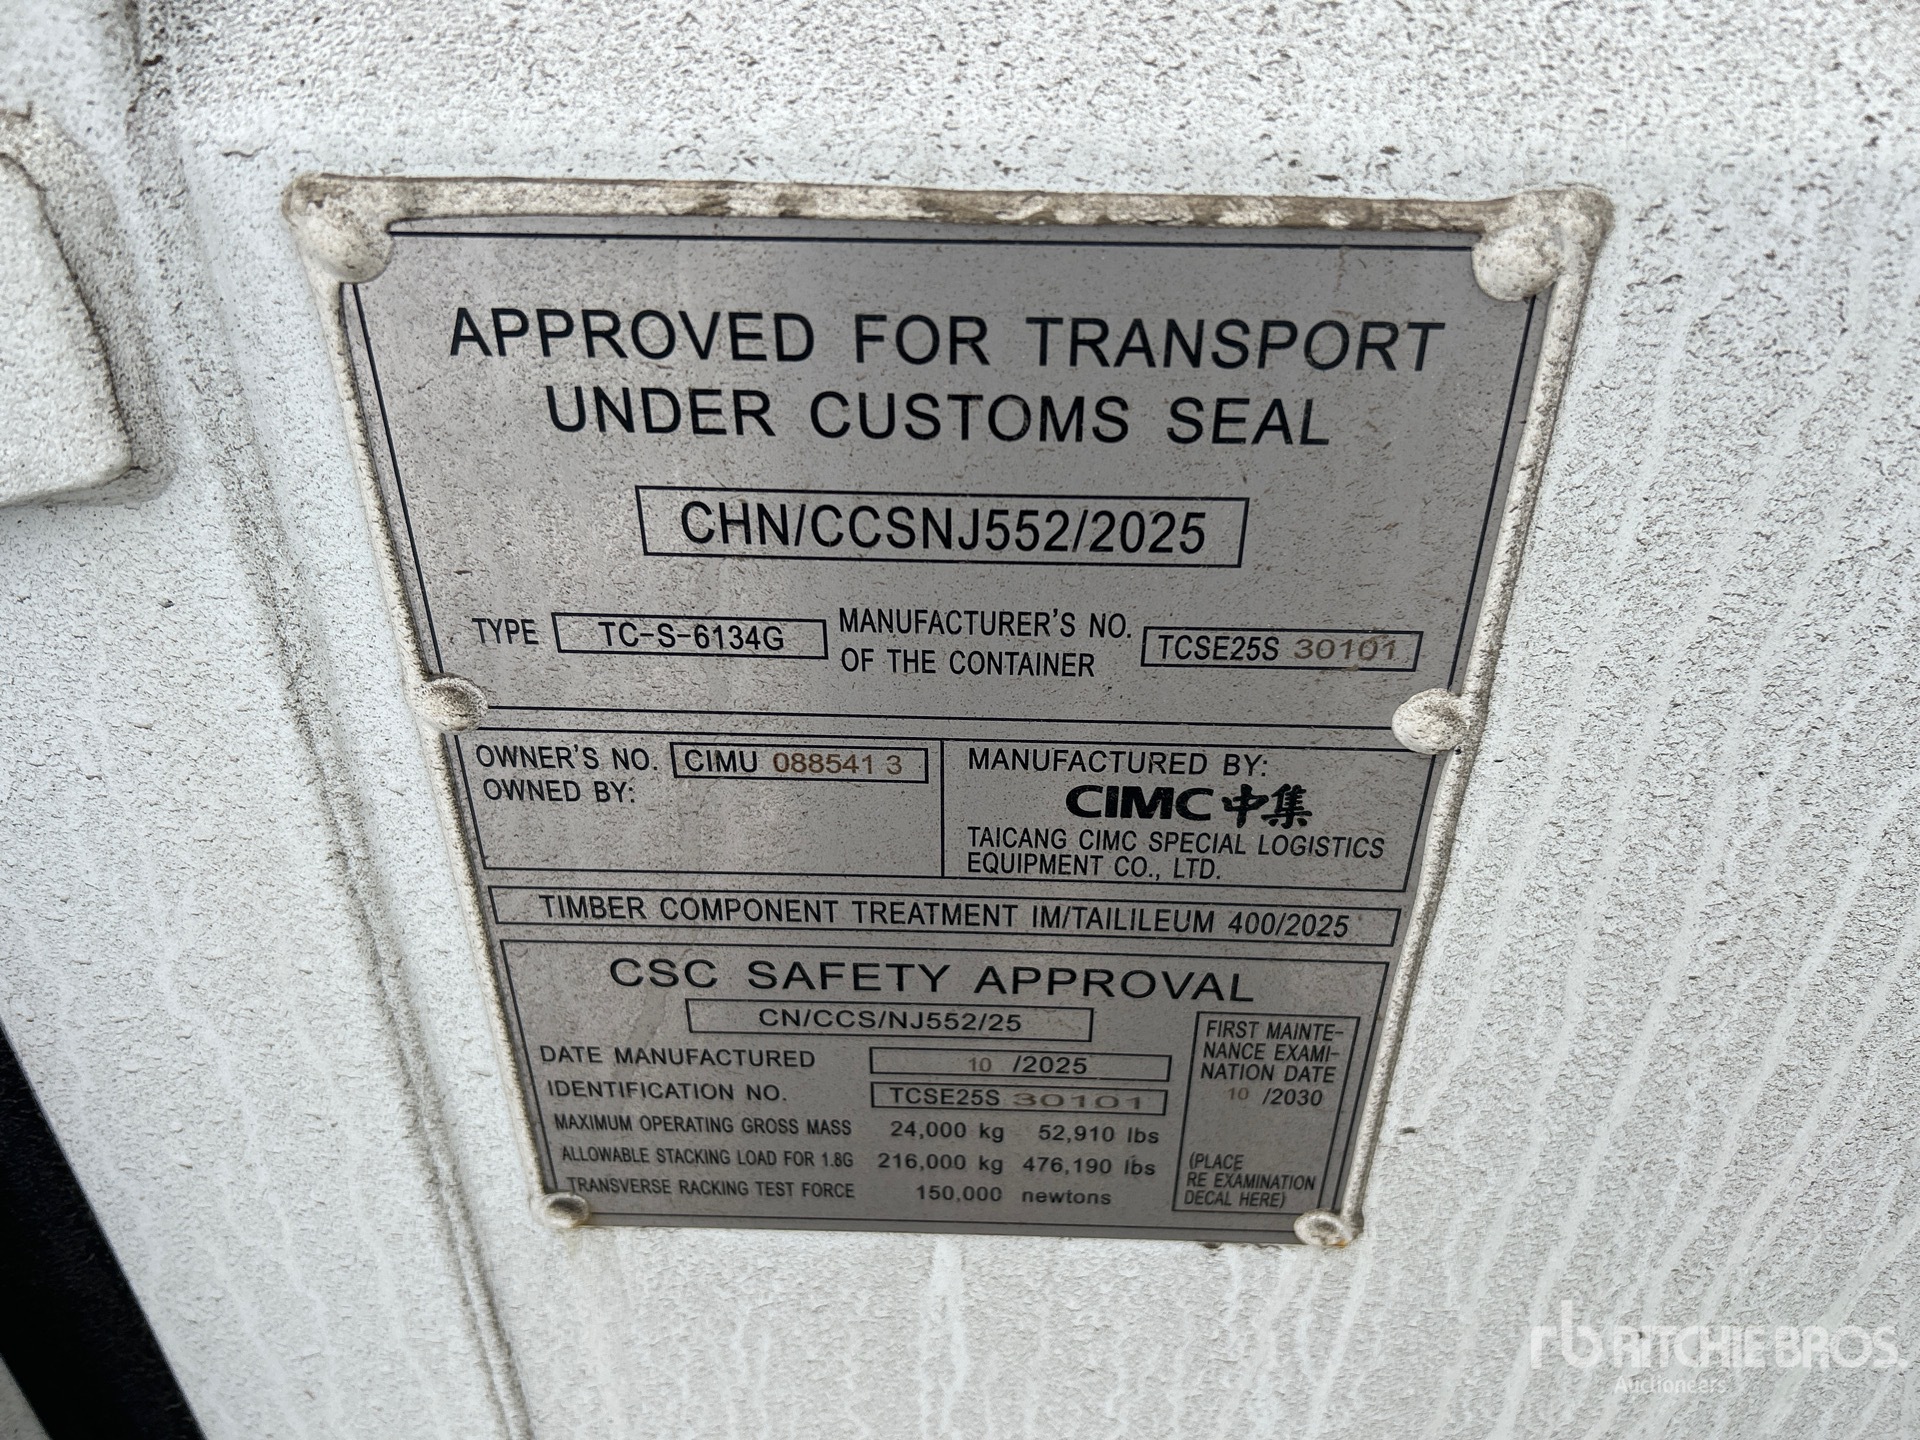 APPROVED FOR TRANSPORT
UNDER CUSTOMS SEAL
CHN/CCSNJ552/2025
TYPE TC-S-6134G MANUFACTURER'S NO. OF THE CONTAINER TCSE25S 30101
OWNER'S NO. CIMU 088541 3
OWNED BY:
MANUFACTURED BY:
CIMC 中集
TAICANG CIMC SPECIAL LOGISTICS
EQUIPMENT CO., LTD.
TIMBER COMPONENT TREATMENT IM/TAILILEUM 400/2025
CSC SAFETY APPROVAL
CN/CCS/NJ552/25
DATE MANUFACTURED 10 /2025
IDENTIFICATION NO. TCSE25S 30101
MAXIMUM OPERATING GROSS MASS 24,000 kg 52,910 lbs
ALLOWABLE STACKING LOAD FOR 1.8G 216,000 kg 476,190 lbs
TRANSVERSE RACKING TEST FORCE 150,000 newtons
FIRST MAINTE-
NANCE EXAMI-
NATION DATE
10 /2030
(PLACE
RE EXAMINATION
DECAL HERE)
rb RITCHIE BROS.
Auctioneers